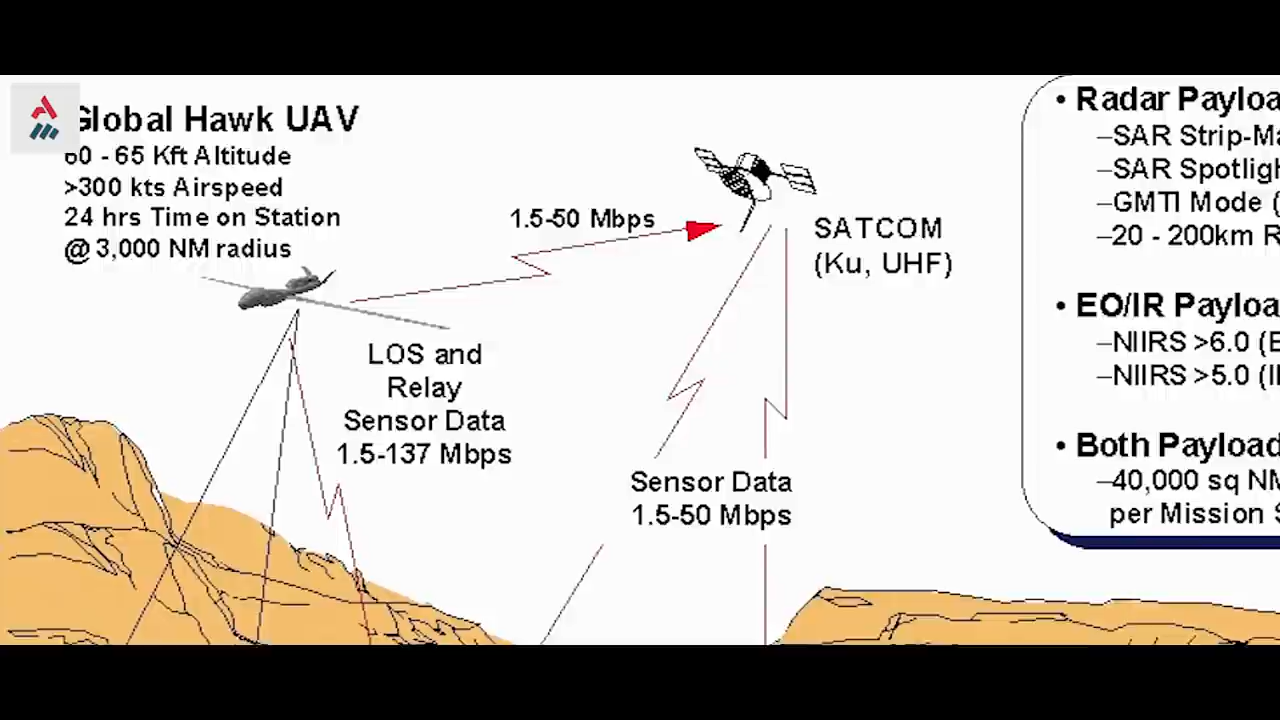 Global Hawk UAV
60 - 65 Kft Altitude
>300 kts Airspeed
24 hrs Time on Station
@ 3,000 NM radius
1.5-50 Mbps
SATCOM
(Ku, UHF)
LOS and
Relay
Sensor Data
1.5-137 Mbps
Sensor Data
1.5-50 Mbps
• Radar Payloa
–SAR Strip-Ma
–SAR Spotligh
–GMTI Mode (
–20 - 200km R
• EO/IR Payloa
–NIIRS >6.0 (E
–NIIRS >5.0 (I
• Both Payload
–40,000 sq NM
per Mission S